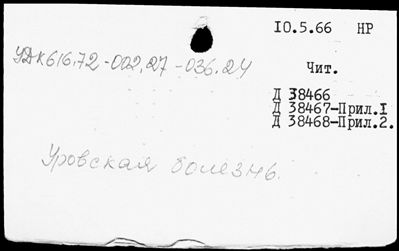 10.5.66 НР
УДК616.72-002.27-036.24
Чит.
Д 38466
Д 38467-Прил.1
Д 38468-Прил.2.
Уровская болезнь.